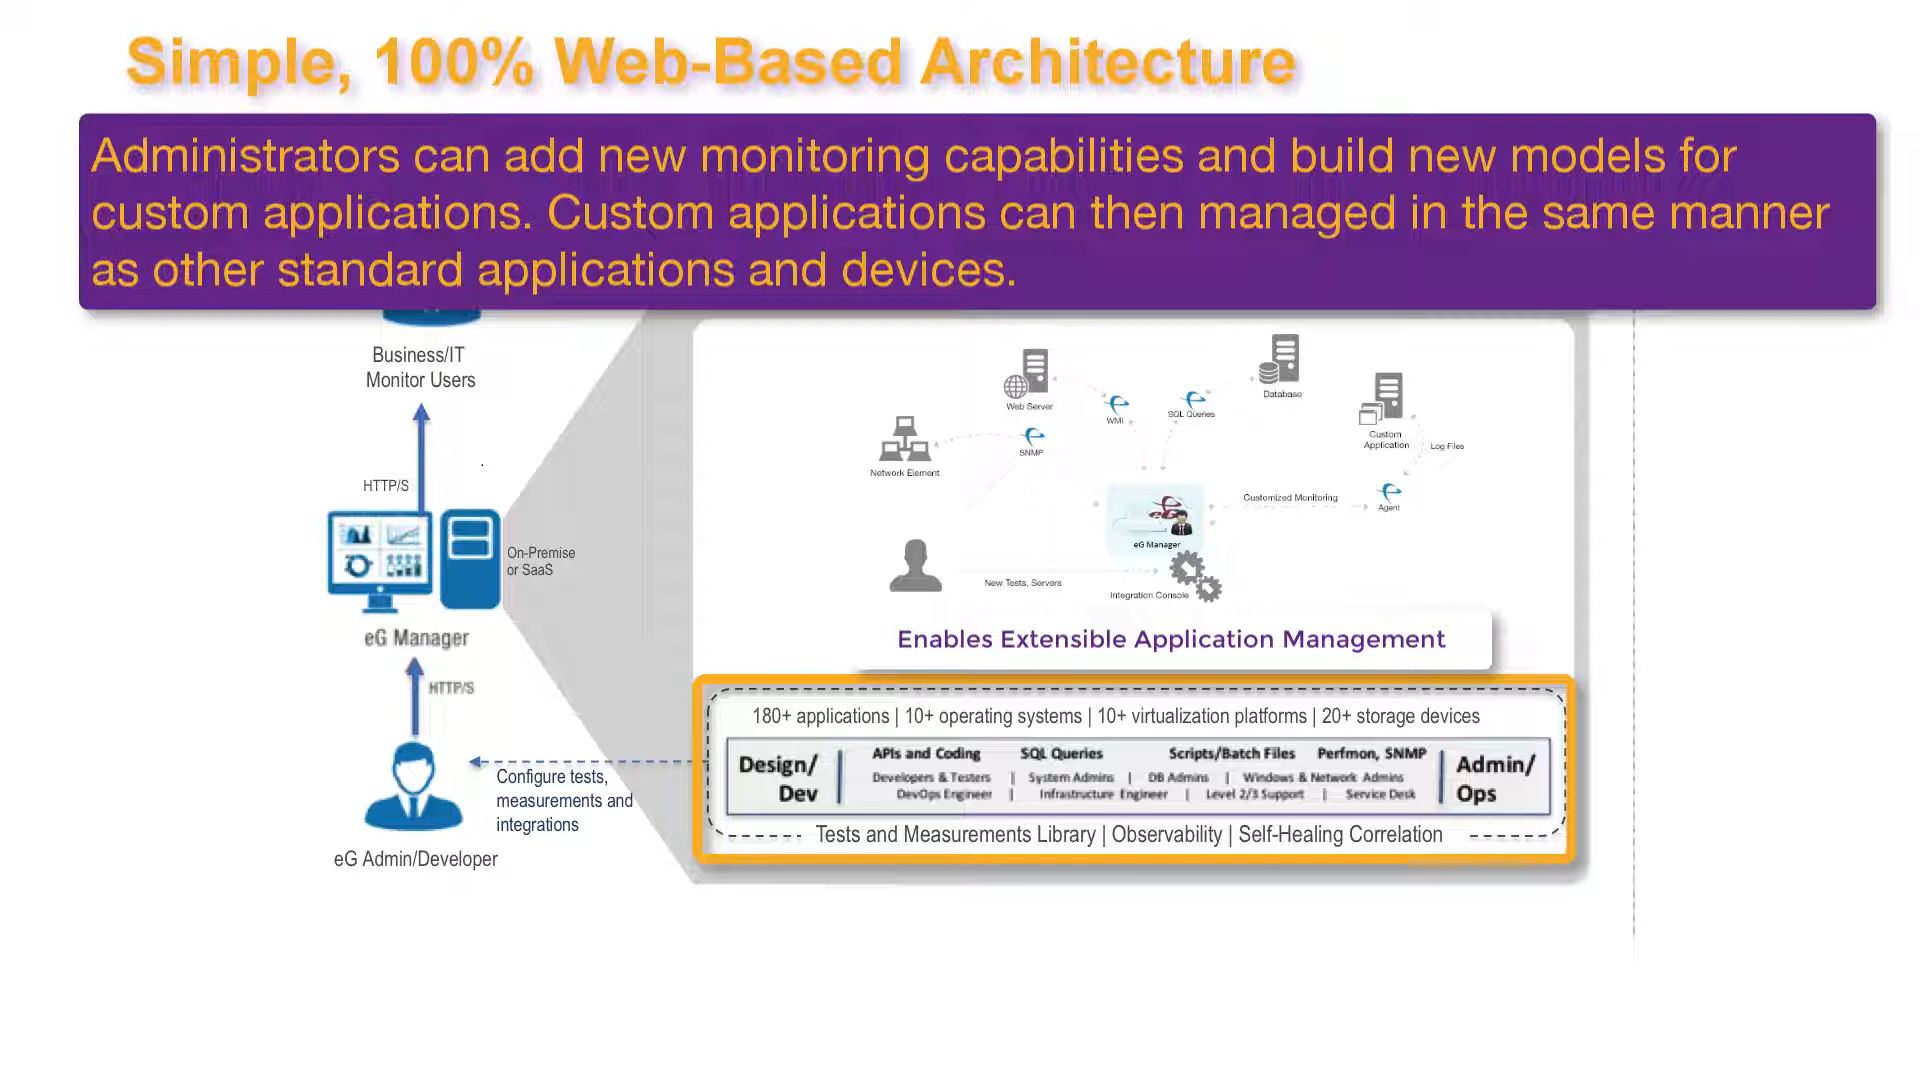 Simple, 100% Web-Based Architecture
Administrators can add new monitoring capabilities and build new models for
custom applications. Custom applications can then managed in the same manner
as other standard applications and devices.
Business/IT
Monitor Users
HTTP/S
On-Premise
or SaaS
eG Manager
HTTP/S
Configure tests,
measurements and
integrations
eG Admin/Developer
Web Server
WMI
SQL Queries
Database
Network Element
SNMP
Custom
Application
Log Files
eG
eG Manager
Customized Monitoring
Agent
New Tests, Servers
Integration Console
Enables Extensible Application Management
180+ applications | 10+ operating systems | 10+ virtualization platforms | 20+ storage devices
Design/
Dev
APIs and Coding SQL Queries Scripts/Batch Files Perfmon, SNMP
Developers & Testers | System Admins | DB Admins | Windows & Network Admins
DevOps Engineer | Infrastructure Engineer | Level 2/3 Support | Service Desk
Admin/
Ops
Tests and Measurements Library | Observability | Self-Healing Correlation